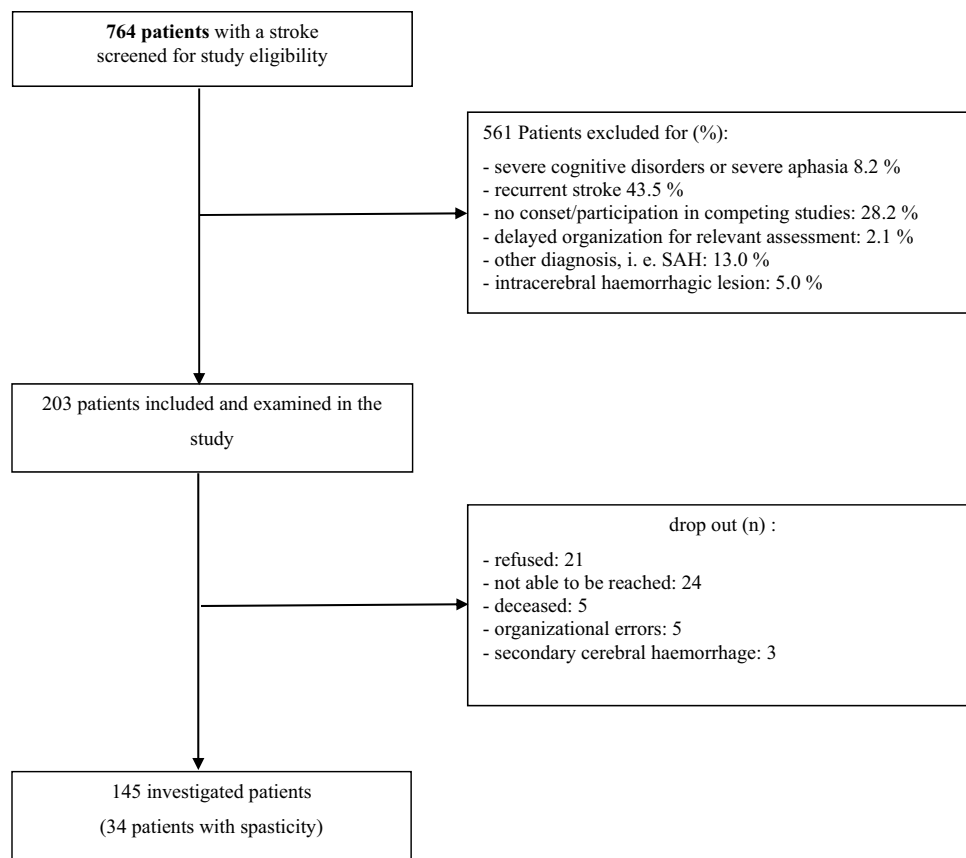 764 patients with a stroke
screened for study eligibility
561 Patients excluded for (%):
- severe cognitive disorders or severe aphasia 8.2 %
- recurrent stroke 43.5 %
- no conset/participation in competing studies: 28.2 %
- delayed organization for relevant assessment: 2.1 %
- other diagnosis, i. e. SAH: 13.0 %
- intracerebral haemorrhagic lesion: 5.0 %
203 patients included and examined in the
study
drop out (n) :
- refused: 21
- not able to be reached: 24
- deceased: 5
- organizational errors: 5
- secondary cerebral haemorrhage: 3
145 investigated patients
(34 patients with spasticity)